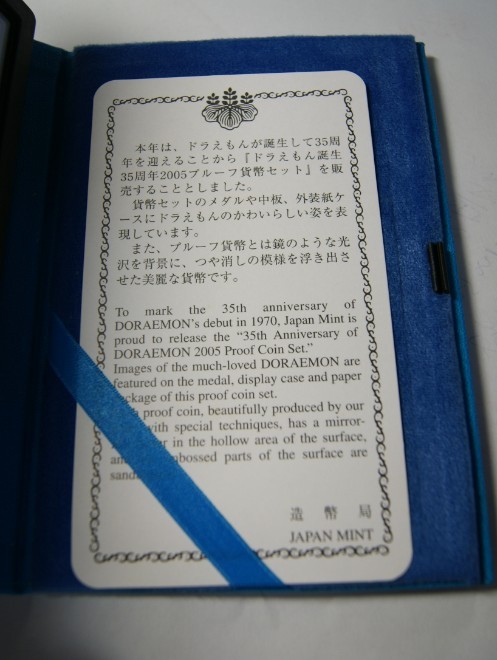 本年は、ドラえもんが誕生して35周
年を迎えることから『ドラえもん誕生
35周年2005プルーフ貨幣セット』を販
売することとしました。
貨幣セットのメダルや中板、外装紙ケ
ースにドラえもんのかわいらしい姿を表
現しています。
また、プルーフ貨幣とは鏡のような光
沢を背景に、つや消しの模様を浮き出さ
せた美麗な貨幣です。
To mark the 35th anniversary of
DORAEMON's debut in 1970, Japan Mint is
proud to release the "35th Anniversary of
DORAEMON 2005 Proof Coin Set."
Images of the much-loved DORAEMON are
featured on the medal, display case and paper
package of this proof coin set.
proof coin, beautifully produced by our
with special techniques, has a mirror-
in the hollow area of the surface,
embossed parts of the surface are
造幣局
JAPAN MINT